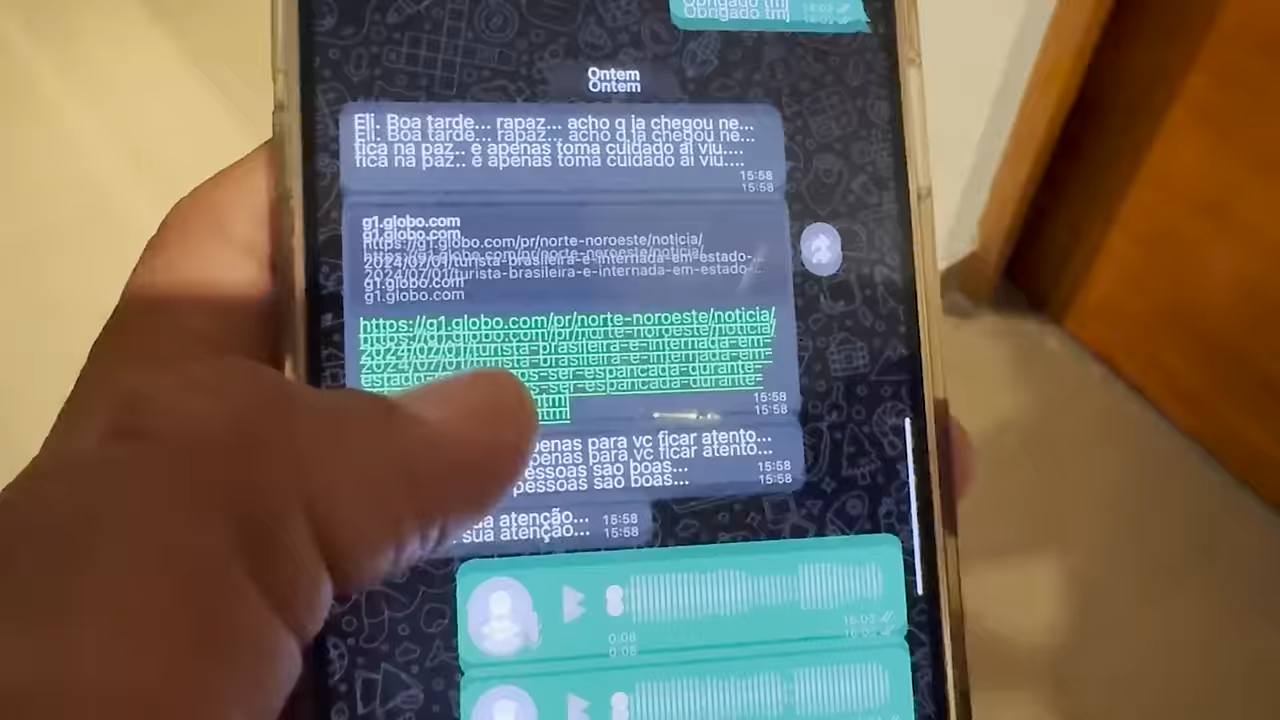 Obrigado tmj
Ontem
Eli. Boa tarde... rapaz... acho q ja chegou ne...
fica na paz.. e apenas toma cuidado ai viu....
15:58
g1.globo.com
https://g1.globo.com/pr/norte-noroeste/noticia/
2024/07/01/turista-brasileira-e-internada-em-estado-...
g1.globo.com
https://g1.globo.com/pr/norte-noroeste/noticia/
2024/07/01/turista-brasileira-e-internada-em-
estado- os-ser-espancada-durante-
15:58
penas para vc ficar atento...
pessoas sao boas...
15:58
sua atenção... 15:58
0:08
16:03